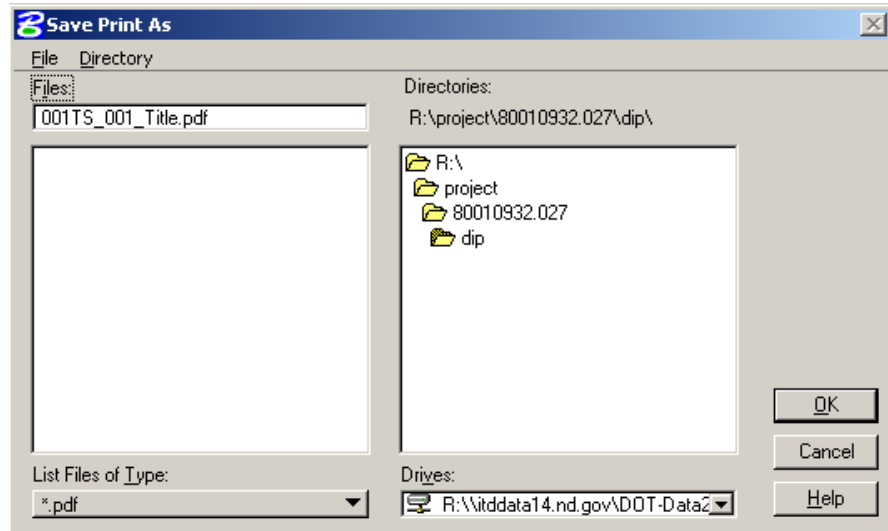 Save Print As
File Directory
Files:
001TS_001_Title.pdf
Directories:
R:\project\80010932.027\dip\
R:\
project
80010932.027
dip
OK
Cancel
Help
List Files of Type:
*.pdf
Drives:
R:\\itddata14.nd.gov\DOT-Data2